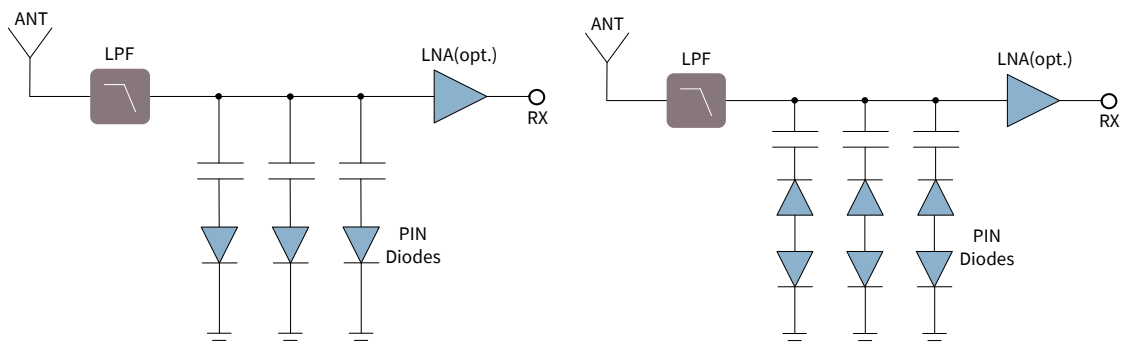 ANT
LPF
LNA(opt.)
RX
PIN
Diodes
ANT
LPF
LNA(opt.)
RX
PIN
Diodes